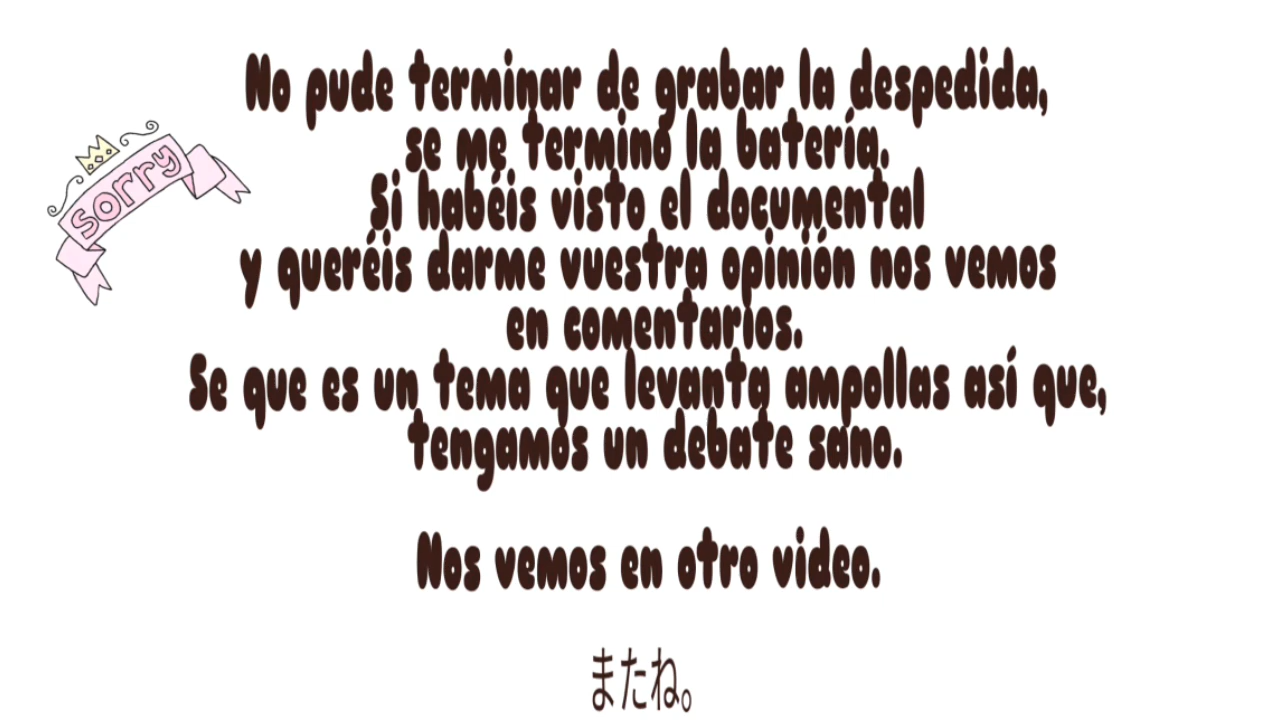 No pude terminar de grabar la despedida,
se me termino la batería.
Si habéis visto el documental
y queréis darme vuestra opinión nos vemos
en comentarios.
Se que es un tema que levanta ampollas así que,
tengamos un debate sano.
Nos vemos en otro video.
またね。
sorry